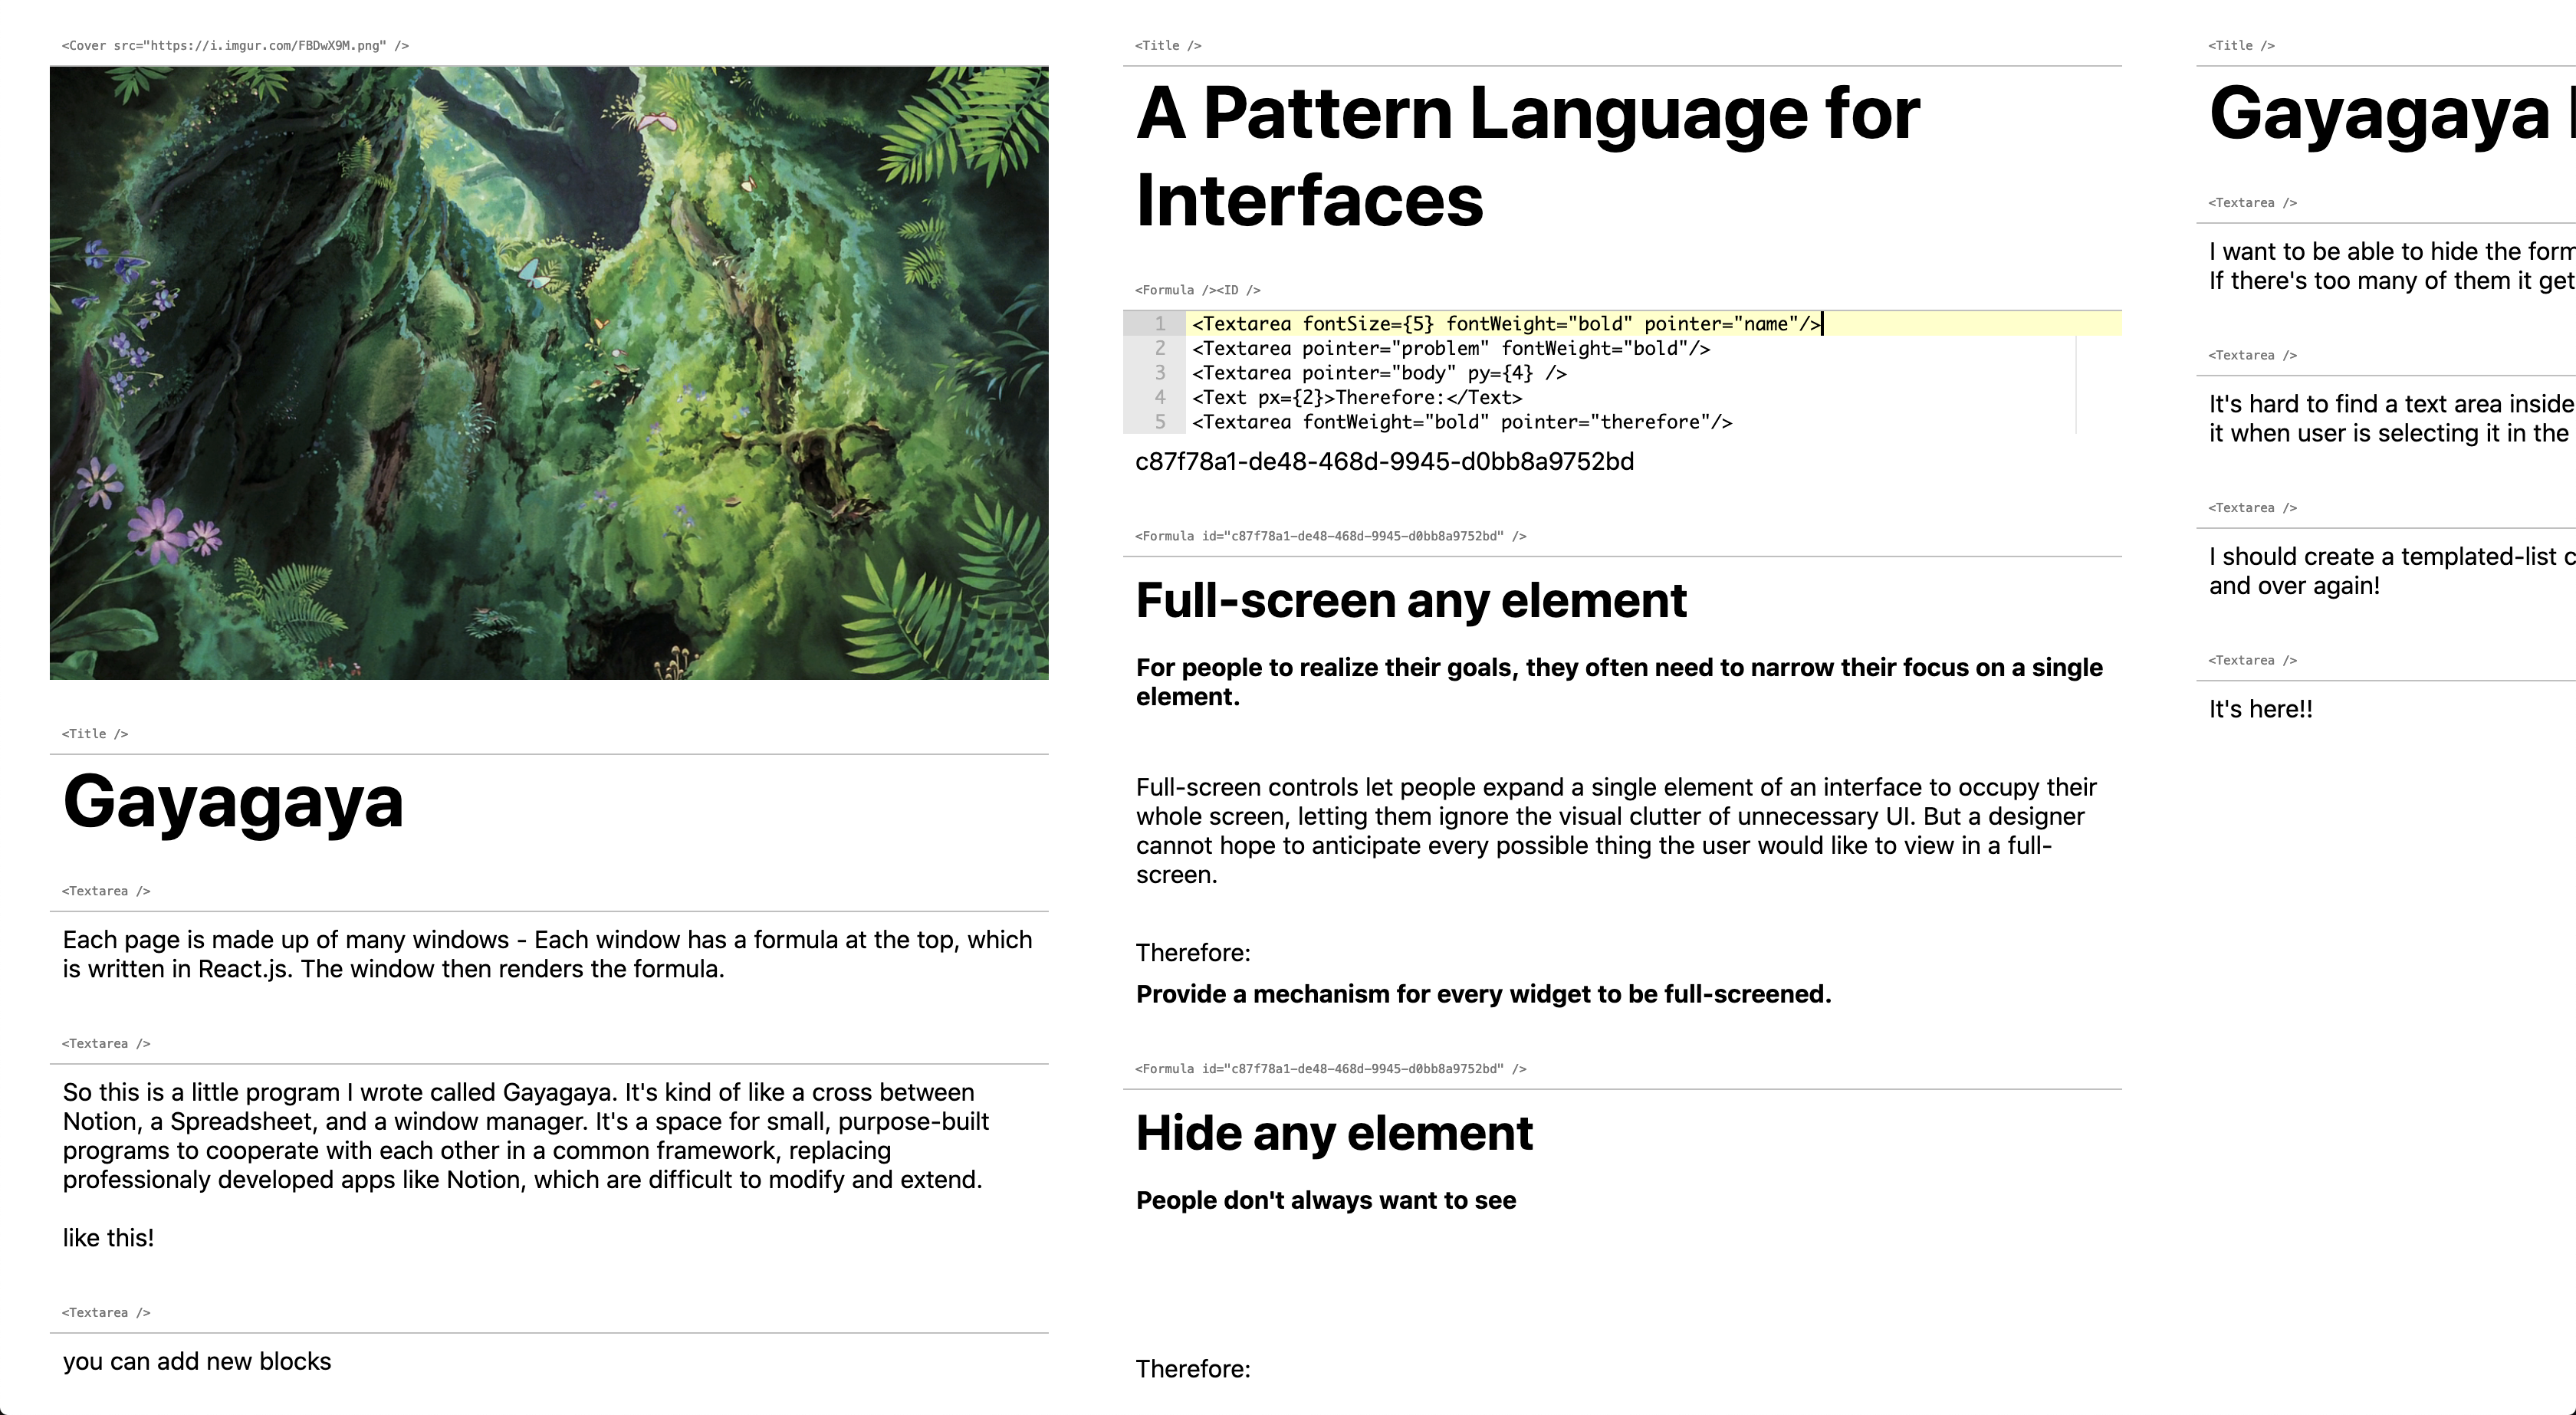 <Cover src="https://i.imgur.com/FBDwX9M.png" />
<Title />
Gayagaya
<Textarea />
Each page is made up of many windows - Each window has a formula at the top, which
is written in React.js. The window then renders the formula.
<Textarea />
So this is a little program I wrote called Gayagaya. It's kind of like a cross between
Notion, a Spreadsheet, and a window manager. It's a space for small, purpose-built
programs to cooperate with each other in a common framework, replacing
professionaly developed apps like Notion, which are difficult to modify and extend.
like this!
<Textarea />
you can add new blocks
<Title />
A Pattern Language for
Interfaces
<Formula /><ID />
1 <Textarea fontSize={5} fontWeight="bold" pointer="name"/>
2 <Textarea pointer="problem" fontWeight="bold"/>
3 <Textarea pointer="body" py={4} />
4 <Text px={2}>Therefore:</Text>
5 <Textarea fontWeight="bold" pointer="therefore"/>
c87f78a1-de48-468d-9945-d0bb8a9752bd
<Formula id="c87f78a1-de48-468d-9945-d0bb8a9752bd" />
Full-screen any element
For people to realize their goals, they often need to narrow their focus on a single
element.
Full-screen controls let people expand a single element of an interface to occupy their
whole screen, letting them ignore the visual clutter of unnecessary UI. But a designer
cannot hope to anticipate every possible thing the user would like to view in a full-
screen.
Therefore:
Provide a mechanism for every widget to be full-screened.
<Formula id="c87f78a1-de48-468d-9945-d0bb8a9752bd" />
Hide any element
People don't always want to see
Therefore:
<Title />
Gayagaya
<Textarea />
I want to be able to hide the form
If there's too many of them it get
<Textarea />
It's hard to find a text area inside
it when user is selecting it in the
<Textarea />
I should create a templated-list c
and over again!
<Textarea />
It's here!!